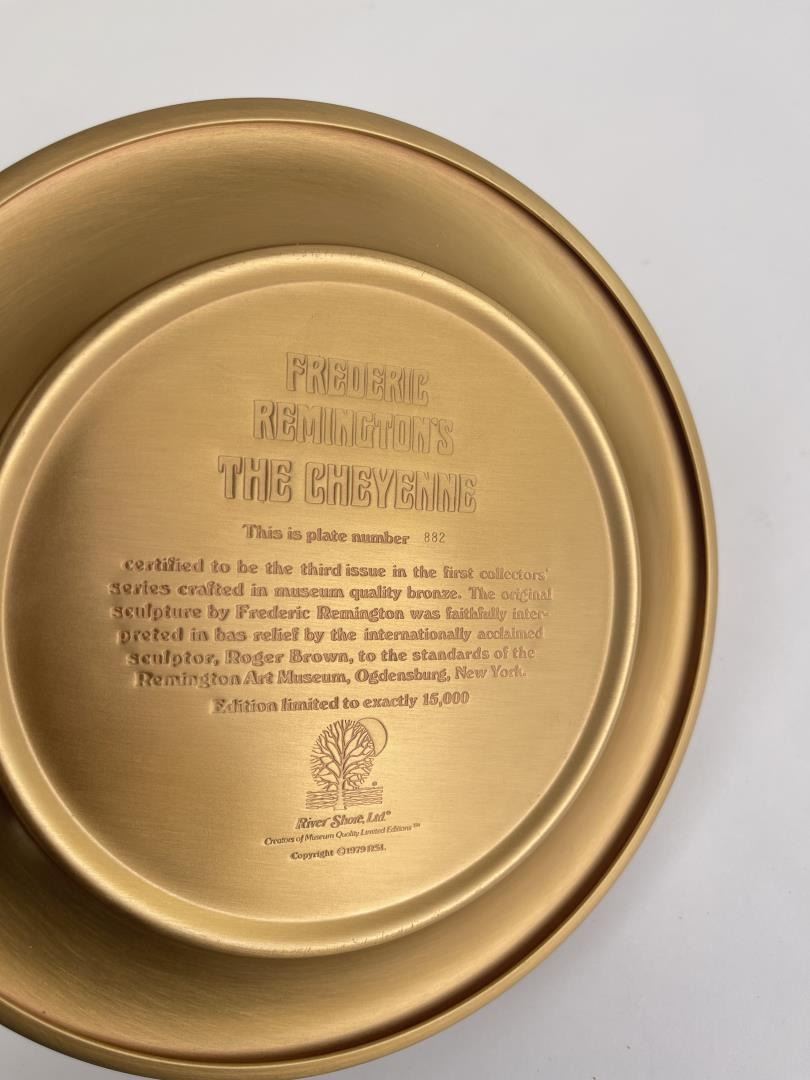 FREDERIC
REMINGTON'S
THE CHEYENNE
This is plate number 882
certified to be the third issue in the first collectors'
series crafted in museum quality bronze. The original
sculpture by Frederic Remington was faithfully inter-
preted in bas relief by the internationally acclaimed
sculptor, Roger Brown, to the standards of the
Remington Art Museum, Ogdensburg, New York.
Edition limited to exactly 15,000
River Shore, Ltd.®
Creators of Museum Quality Limited Editions™
Copyright ©1979 RSL